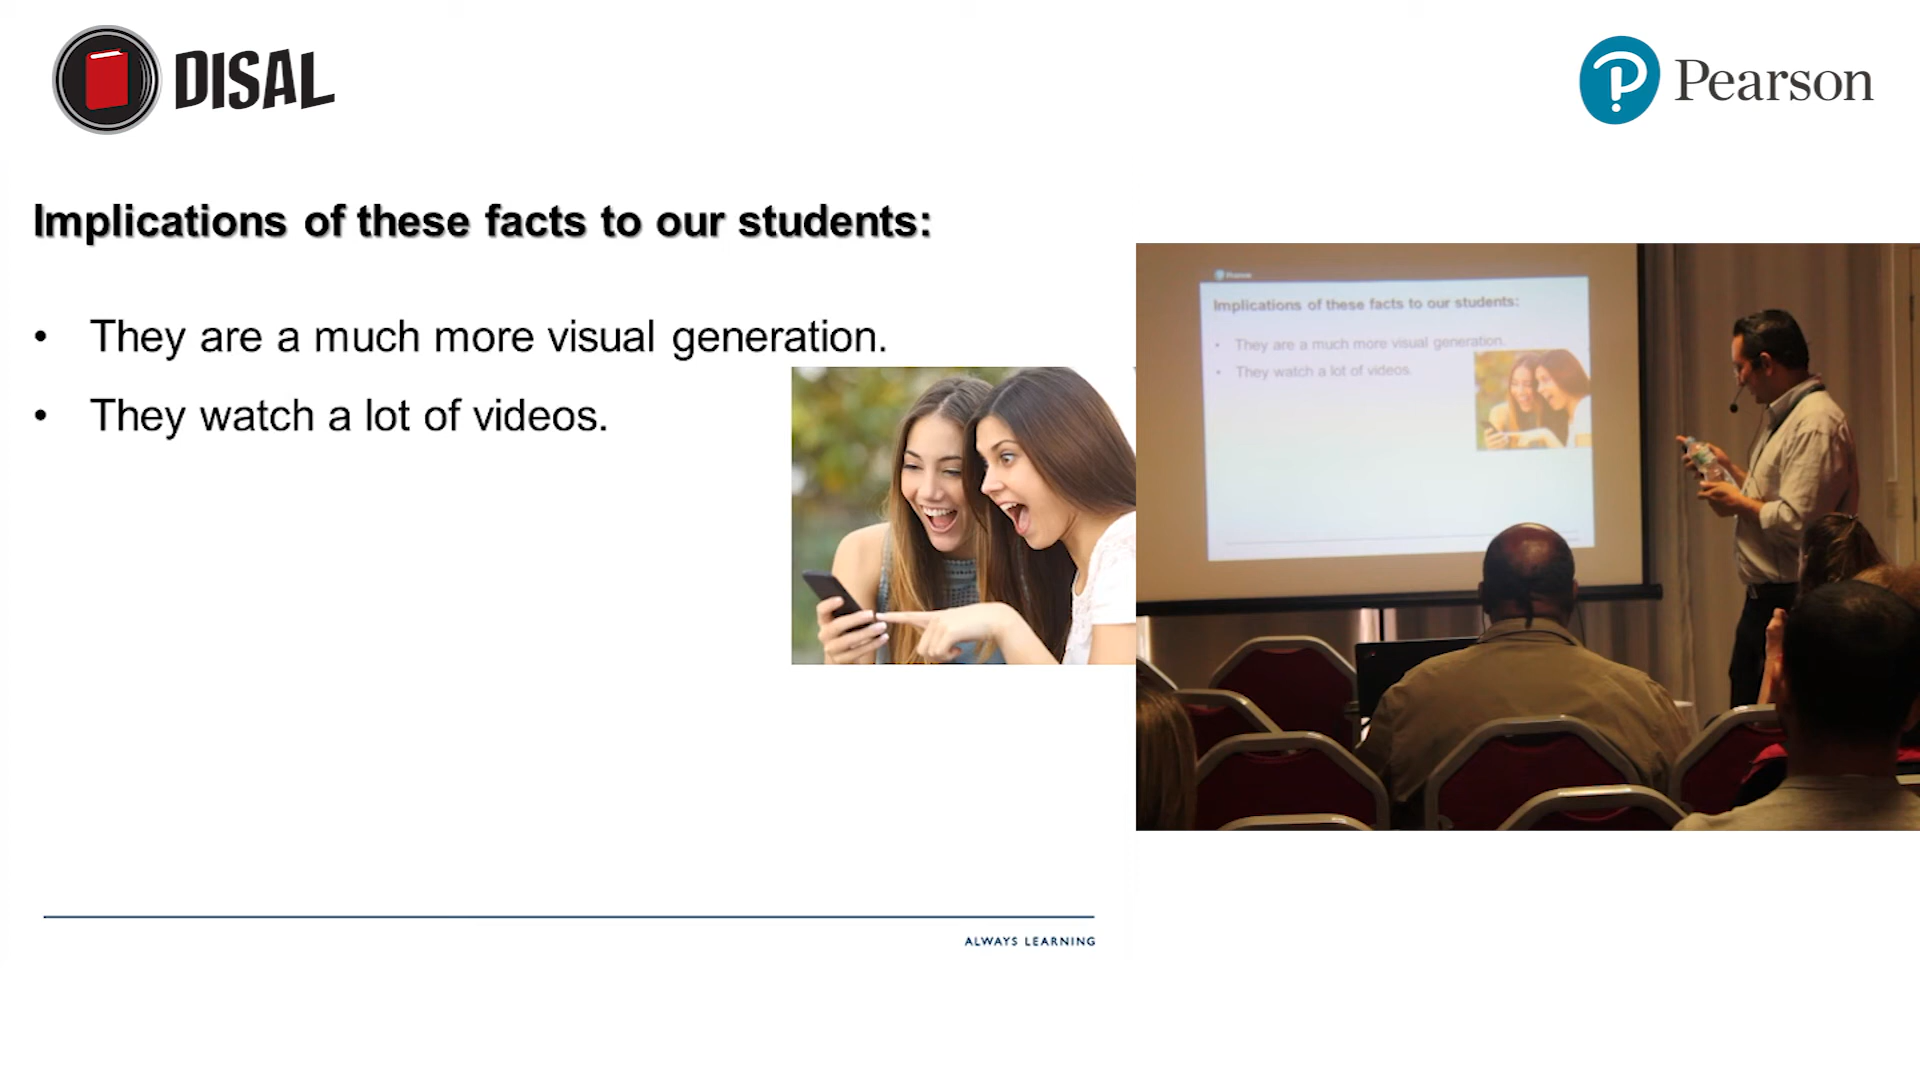 DISAL
Pearson
Implications of these facts to our students:
• They are a much more visual generation.
• They watch a lot of videos.
ALWAYS LEARNING
Pearson
Implications of these facts to our students:
• They are a much more visual generation.
• They watch a lot of videos.